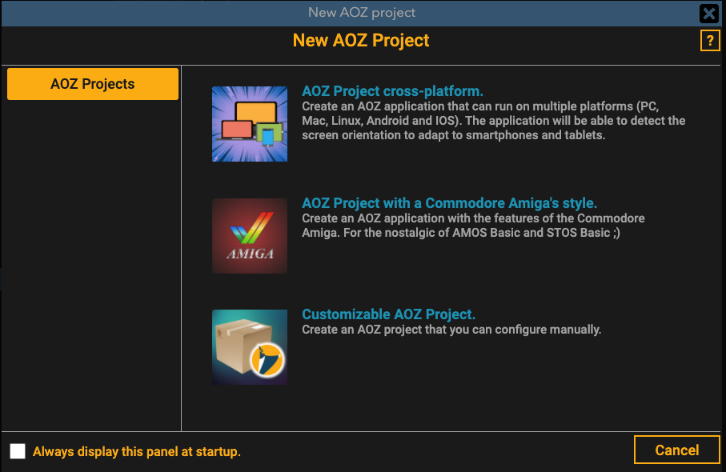 New AOZ project
New AOZ Project
?
AOZ Projects
AOZ Project cross-platform.
Create an AOZ application that can run on multiple platforms (PC,
Mac, Linux, Android and IOS). The application will be able to detect the
screen orientation to adapt to smartphones and tablets.
AMIGA
AOZ Project with a Commodore Amiga's style.
Create an AOZ application with the features of the Commodore
Amiga. For the nostalgic of AMOS Basic and STOS Basic ;)
Customizable AOZ Project.
Create an AOZ project that you can configure manually.
Always display this panel at startup.
Cancel